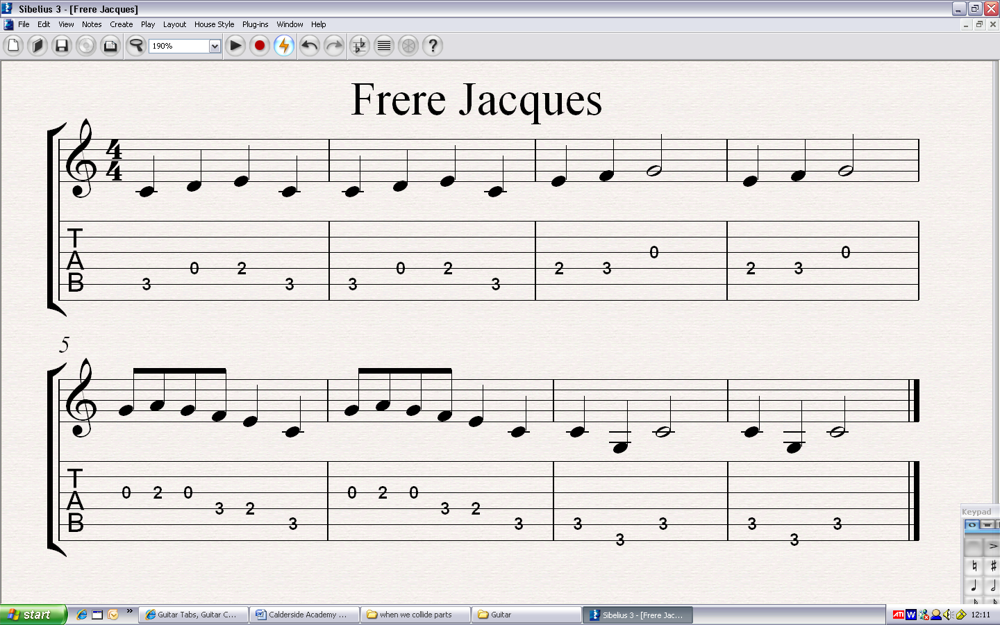 Sibelius 3 - [Frere Jacques]
File Edit View Notes Create Play Layout House Style Plug-ins Window Help
190%
Frere Jacques
4
4
T
A
B
3 0 2 3 3 0 2 3 2 3 0 2 3 0
5
T
A
B
0 2 0 3 2 3 0 2 0 3 2 3 3 3 3 3 3 3
Keypad
start
Guitar Tabs, Guitar C...
Calderside Academy ...
when we collide parts
Guitar
Sibelius 3 - [Frere Jac...
ATI
W
12:11